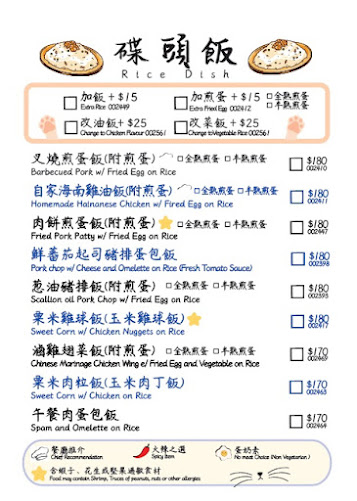 碟頭飯
Rice Dish
加飯+$15
Extra Rice 002449
加煎蛋+$15 全熟煎蛋 半熟煎蛋
Extra Fried Egg 002412
改油飯+$25
Change to Chicken Flavour 002561
改菜飯+$25
Change to Vegetable Rice 002561
叉燒煎蛋飯(附煎蛋) 全熟煎蛋 半熟煎蛋 $180
Barbecued Pork w/ Fired Egg on Rice 002410
自家海南雞油飯(附煎蛋) 全熟煎蛋 半熟煎蛋 $180
Homemade Hainanese Chicken w/ Fired Egg on Rice 002411
肉餅煎蛋飯(附煎蛋) 全熟煎蛋 半熟煎蛋 $180
Fried Pork Patty w/ Fried Egg on Rice 002447
鮮蕃茄起司豬排蛋包飯 $180
Pork chop w/ Cheese and Omelette on Rice (Fresh Tomato Sauce) 002398
葱油豬排飯(附煎蛋) 全熟煎蛋 半熟煎蛋 $180
Scallion oil Pork Chop w/ Fried Egg on Rice 002395
粟米雞球飯(玉米雞球飯) $180
Sweet Corn w/ Chicken Nuggets on Rice 002417
滷雞翅菜飯(附煎蛋) 全熟煎蛋 半熟煎蛋 $170
Chinese Marinage Chicken Wing w/ Fried Egg and Vegetable on Rice 002469
粟米肉粒飯(玉米肉丁飯) $170
Sweet Corn w/ Chicken on Rice 002463
午餐肉蛋包飯 $170
Spam and Omelette on Rice 002464
餐廳推介
Chef Recommendation
大辣之選
Spicy Item
蛋奶素
No meat Choice (Non Vegetarian)
含蝦子、花生或堅果過敏食材
Food may contain Shrimp, Truces of peanuts, nuts or other allergies